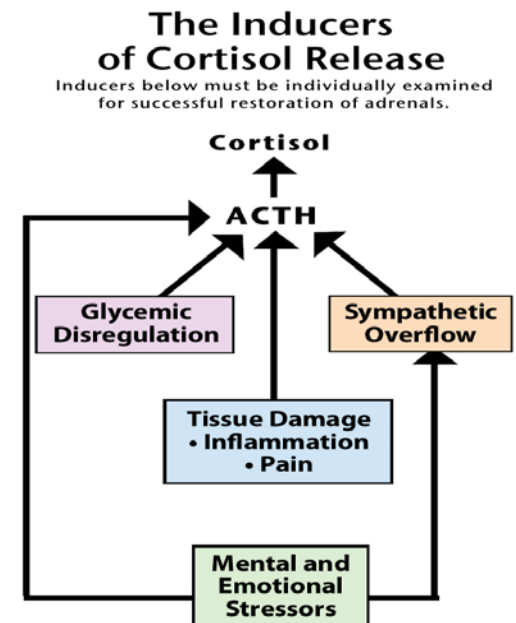 The Inducers
of Cortisol Release
Inducers below must be individually examined
for successful restoration of adrenals.
Cortisol
ACTH
Glycemic
Disregulation
Sympathetic
Overflow
Tissue Damage
• Inflammation
• Pain
Mental and
Emotional
Stressors